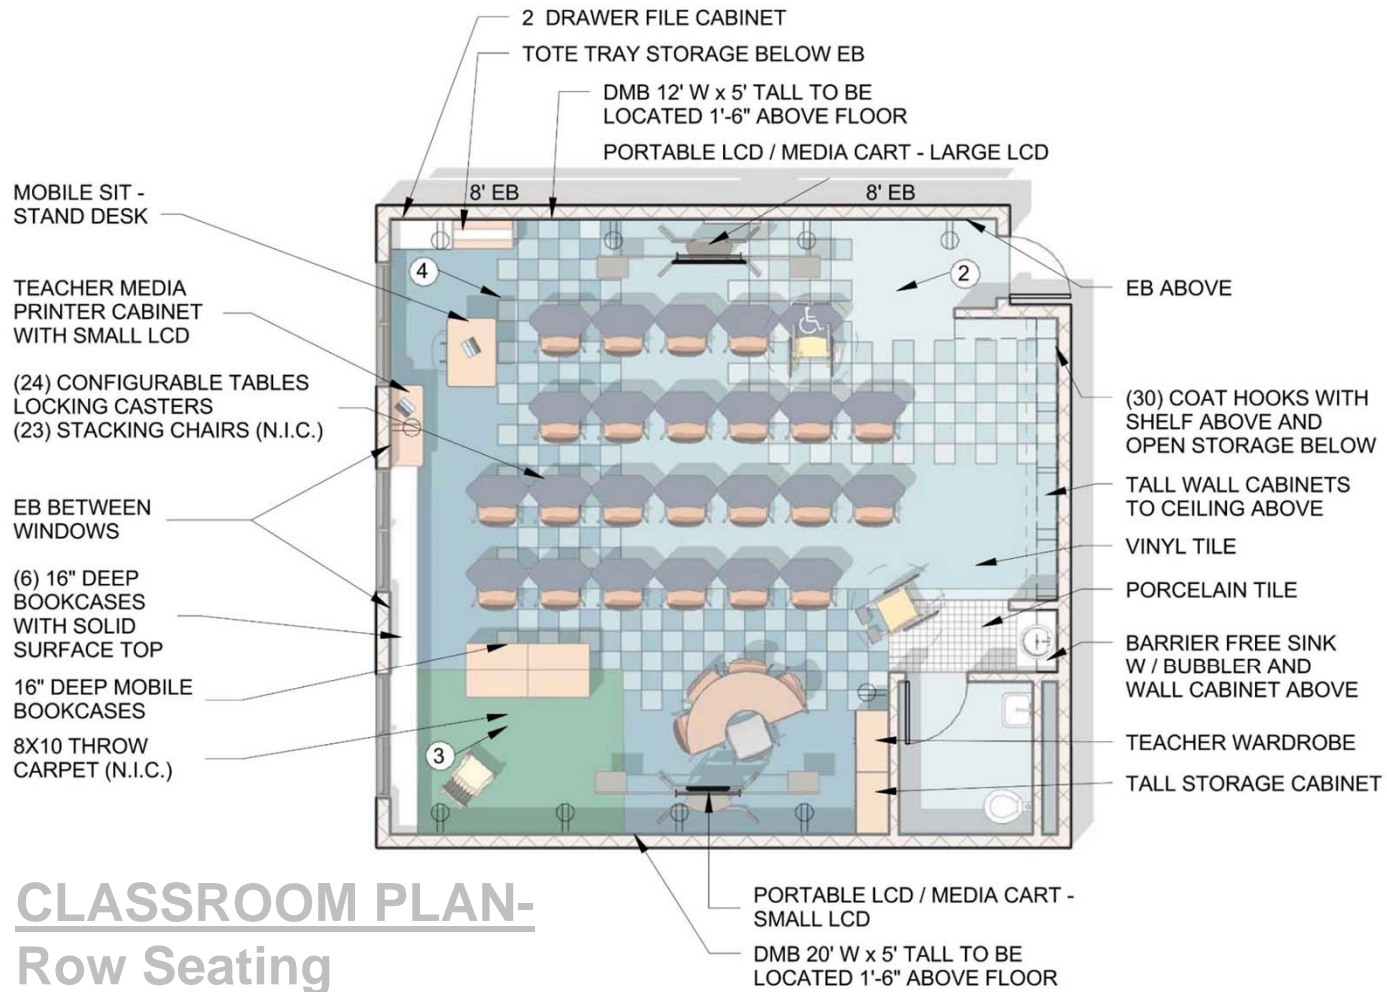 2 DRAWER FILE CABINET
TOTE TRAY STORAGE BELOW EB
DMB 12' W x 5' TALL TO BE
LOCATED 1'-6" ABOVE FLOOR
PORTABLE LCD / MEDIA CART - LARGE LCD
8' EB
8' EB
MOBILE SIT -
STAND DESK
TEACHER MEDIA
PRINTER CABINET
WITH SMALL LCD
(24) CONFIGURABLE TABLES
LOCKING CASTERS
(23) STACKING CHAIRS (N.I.C.)
EB BETWEEN
WINDOWS
(6) 16" DEEP
BOOKCASES
WITH SOLID
SURFACE TOP
16" DEEP MOBILE
BOOKCASES
8X10 THROW
CARPET (N.I.C.)
4
2
3
EB ABOVE
(30) COAT HOOKS WITH
SHELF ABOVE AND
OPEN STORAGE BELOW
TALL WALL CABINETS
TO CEILING ABOVE
VINYL TILE
PORCELAIN TILE
BARRIER FREE SINK
W / BUBBLER AND
WALL CABINET ABOVE
TEACHER WARDROBE
TALL STORAGE CABINET
PORTABLE LCD / MEDIA CART -
SMALL LCD
DMB 20' W x 5' TALL TO BE
LOCATED 1'-6" ABOVE FLOOR
CLASSROOM PLAN-
Row Seating